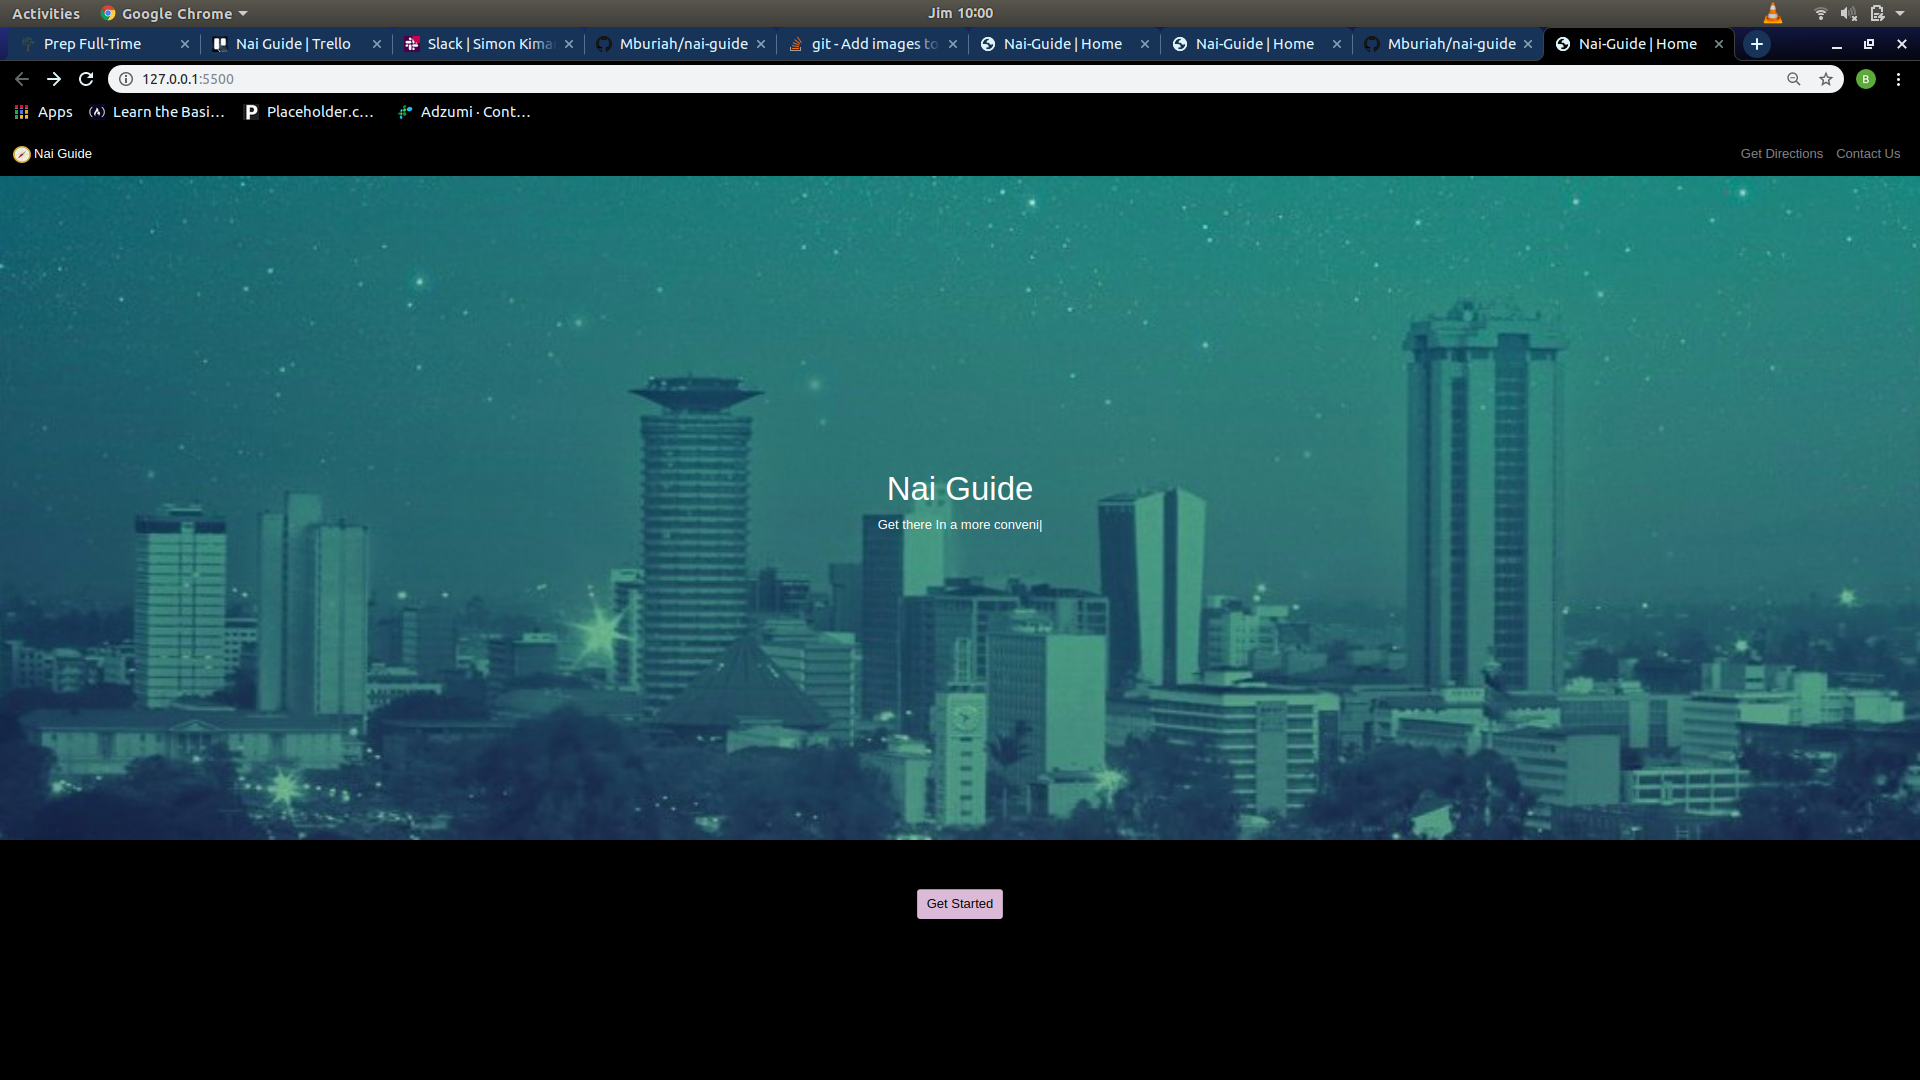 Activities Google Chrome Jim 10:00
Prep Full-Time Nai Guide | Trello Slack | Simon Kima Mburiah/nai-guide git - Add images to Nai-Guide | Home Nai-Guide | Home Mburiah/nai-guide Nai-Guide | Home
127.0.0.1:5500 B
Apps Learn the Basi... P Placeholder.c... Adzumi · Cont...
Nai Guide Get Directions Contact Us
Nai Guide
Get there In a more conveni|
Get Started